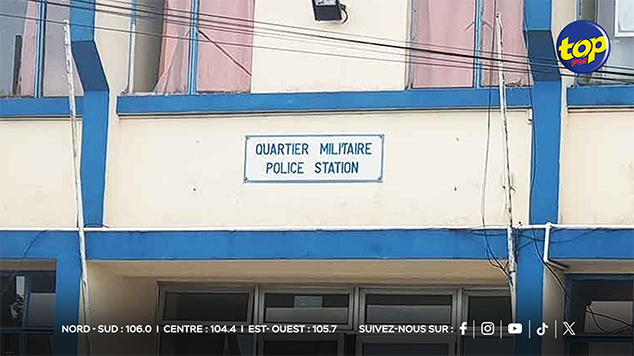 top
FM
QUARTIER MILITAIRE
POLICE STATION
NORD - SUD : 106.0 | CENTRE : 104.4 | EST- OUEST : 105.7 SUIVEZ-NOUS SUR :